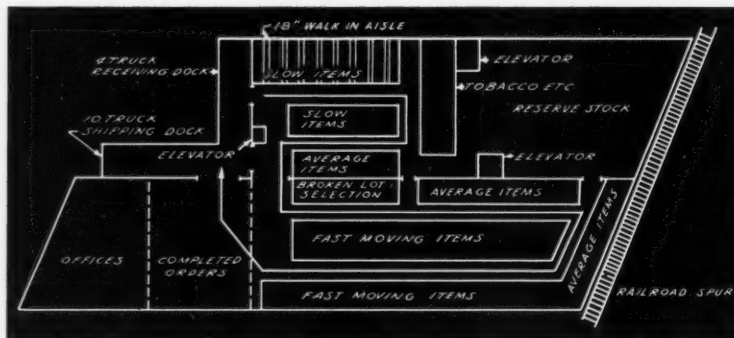 18" WALK IN AISLE
4 TRUCK
RECEIVING DOCK
SLOW ITEMS
ELEVATOR
TOBACCO ETC
RESERVE STOCK
10 TRUCK
SHIPPING DOCK
SLOW
ITEMS
ELEVATOR
AVERAGE
ITEMS
ELEVATOR
BROKEN LOT
SELECTION
AVERAGE ITEMS
FAST MOVING ITEMS
AVERAGE ITEMS
OFFICES
COMPLETED
ORDERS
FAST MOVING ITEMS
RAILROAD SPUR